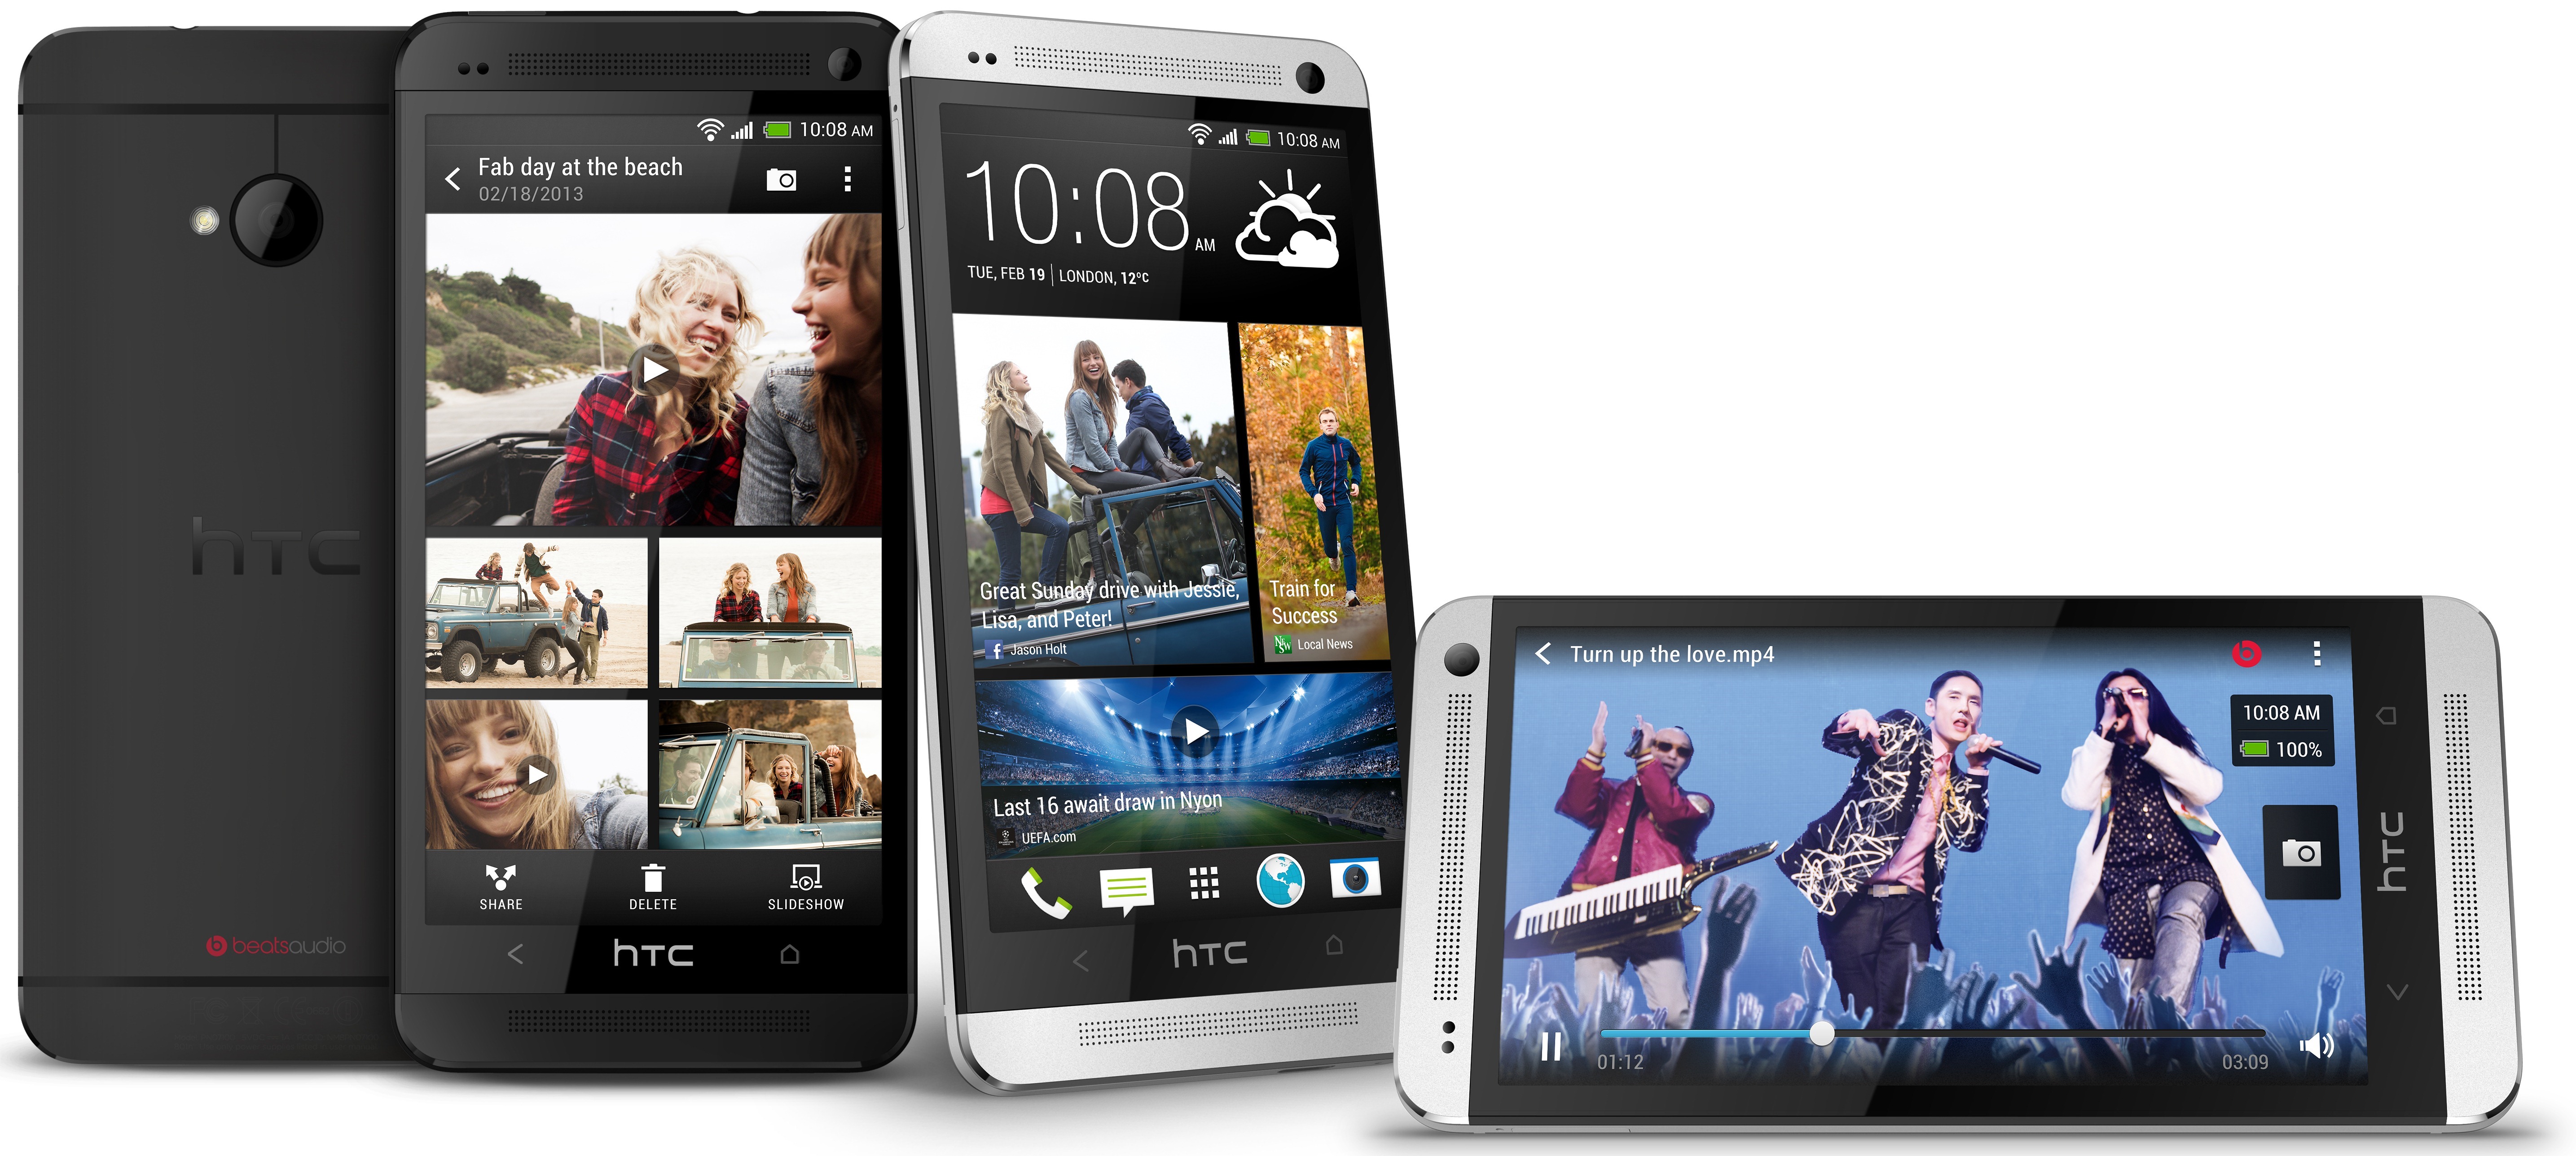 hTC
beatsaudio
10:08 AM
Fab day at the beach
02/18/2013
SHARE
DELETE
SLIDESHOW
hTC
10:08 AM
10:08 AM
TUE, FEB 19 | LONDON, 12°C
Great Sunday drive with Jessie,
Lisa, and Peter!
f Jason Holt
Train for
Success
Local News
Last 16 await draw in Nyon
UEFA.com
hTC
Turn up the love.mp4
10:08 AM
100%
01:12
03:09
hTC